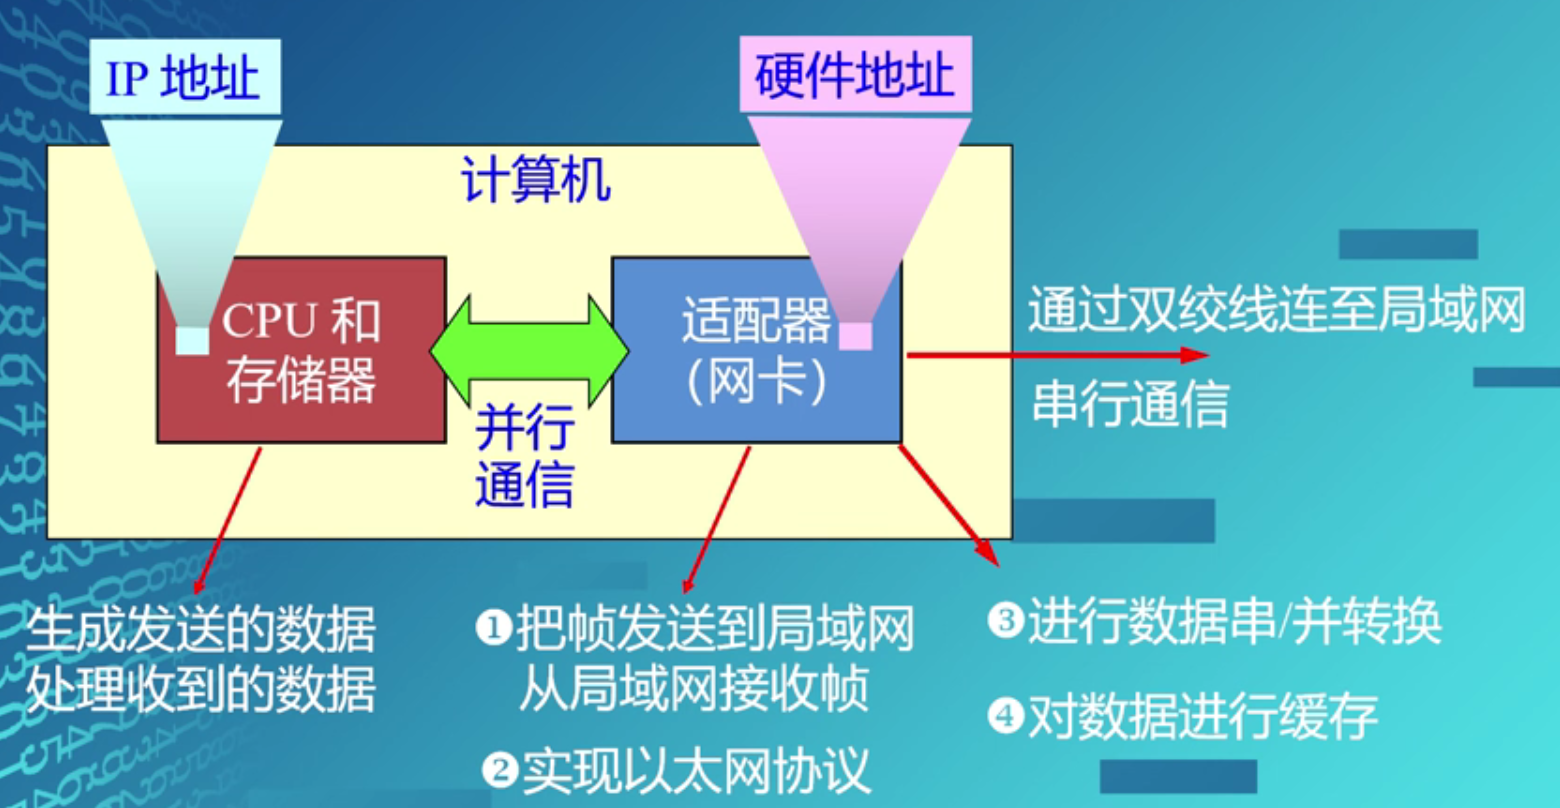 IP 地址
硬件地址
计算机
CPU 和
存储器
适配器
(网卡)
并行
通信
通过双绞线连至局域网
串行通信
生成发送的数据
处理收到的数据
❶把帧发送到局域网
从局域网接收帧
❷实现以太网协议
❸进行数据串/并转换
❹对数据进行缓存